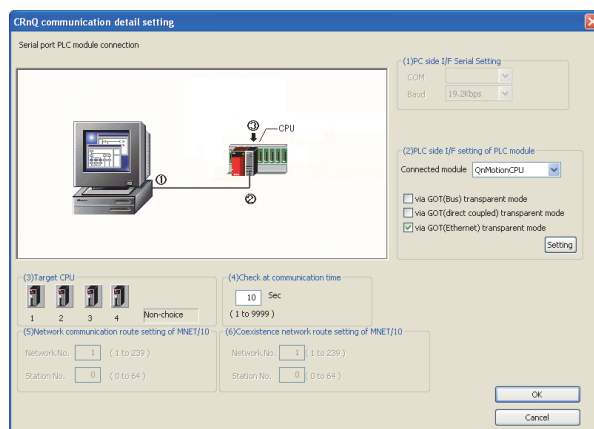 CRnQ communication detail setting
Serial port PLC module connection
① ② ③ CPU
(1)PC side I/F Serial Setting
COM
Baud 19.2Kbps
(2)PLC side I/F setting of PLC module
Connected module QnMotionCPU
via GOT(Bus) transparent mode
via GOT(direct coupled) transparent mode
via GOT(Ethernet) transparent mode
Setting
(3)Target CPU
1 2 3 4 Non-choice
(4)Check at communication time
10 Sec
( 1 to 9999 )
(5)Network communication route setting of MNET/10
Network No. 1 ( 1 to 239 )
Station No. 0 ( 0 to 64 )
(6)Coexistence network route setting of MNET/10
Network No. 1 ( 1 to 239 )
Station No. 0 ( 0 to 64 )
OK
Cancel